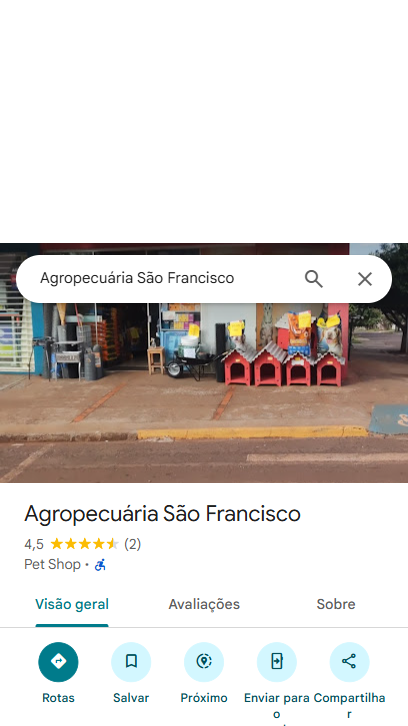 Agropecuária São Francisco
Agropecuária São Francisco
4,5 (2)
Pet Shop ·
Visão geral Avaliações Sobre
Rotas Salvar Próximo Enviar para o Compartilhar